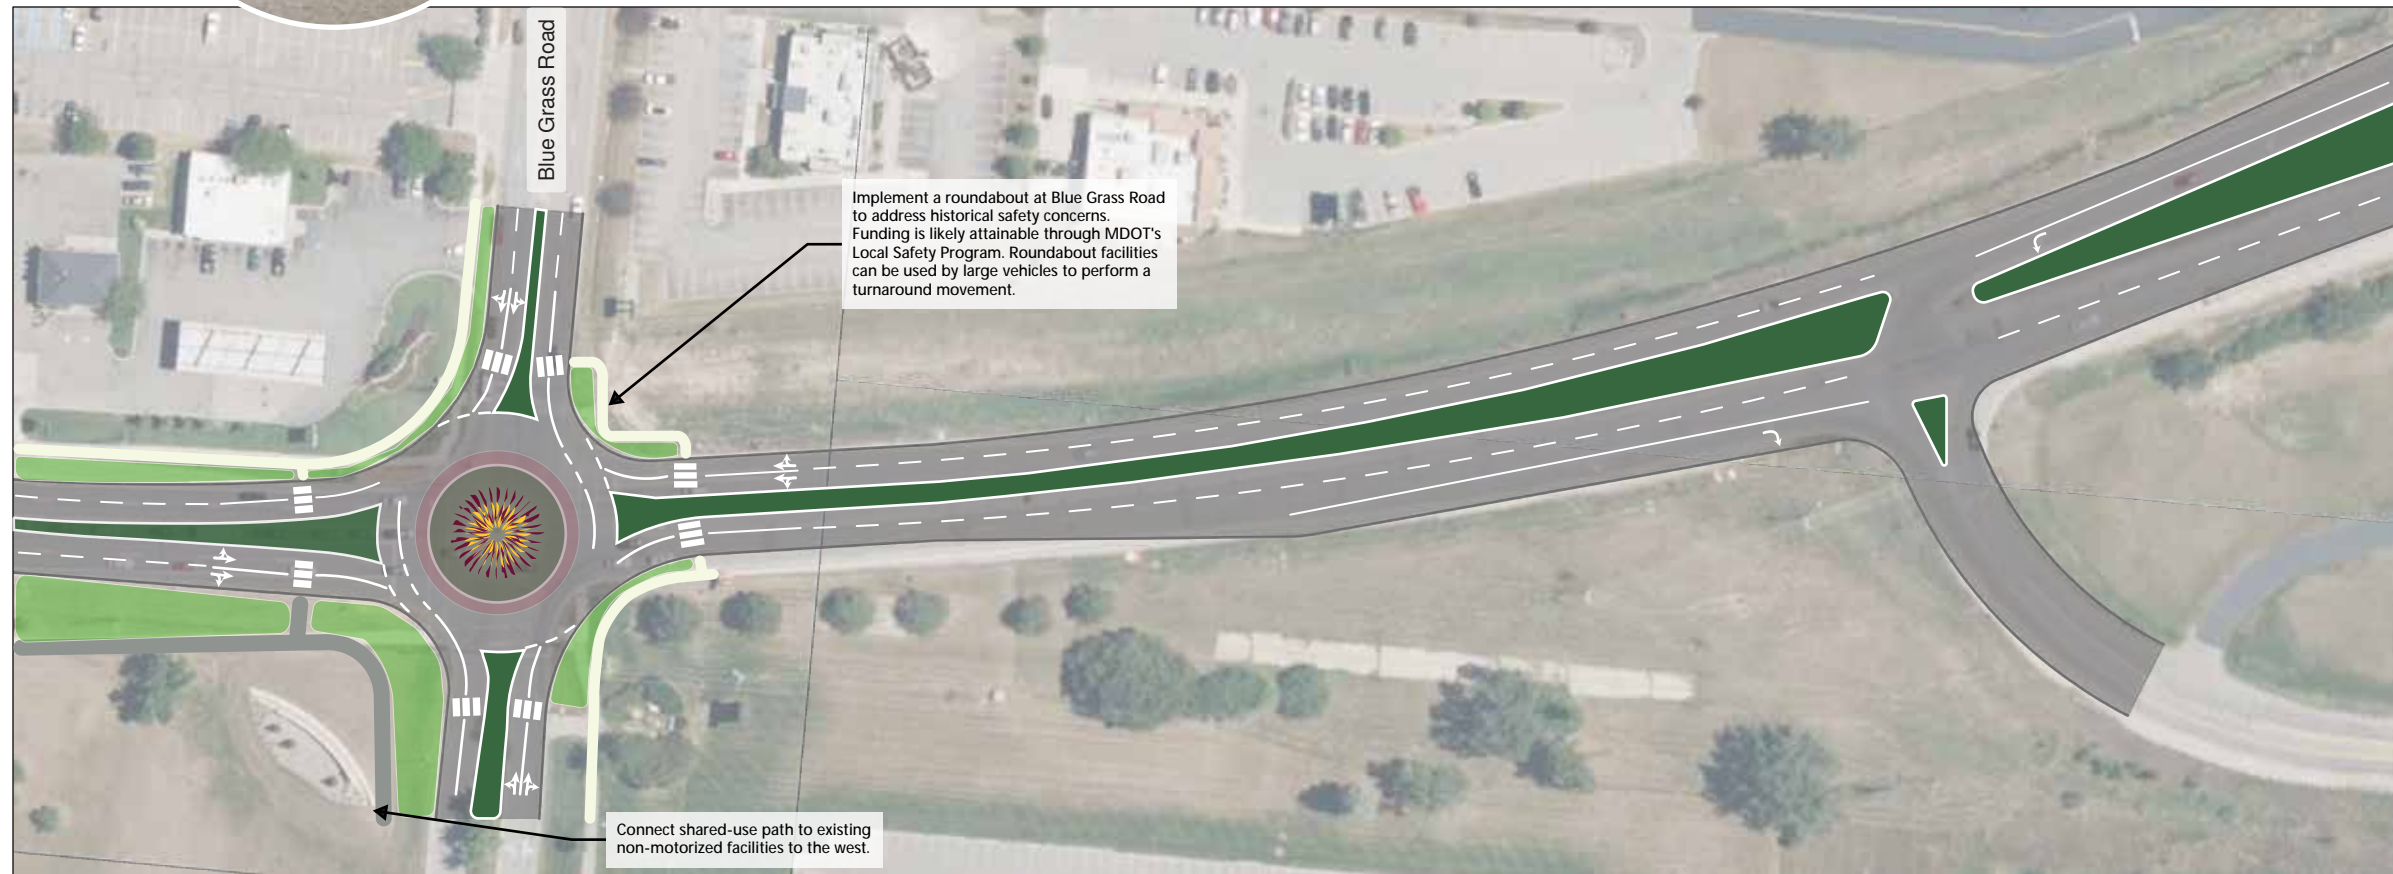 Blue Grass Road
Implement a roundabout at Blue Grass Road
to address historical safety concerns.
Funding is likely attainable through MDOT's
Local Safety Program. Roundabout facilities
can be used by large vehicles to perform a
turnaround movement.
Connect shared-use path to existing
non-motorized facilities to the west.